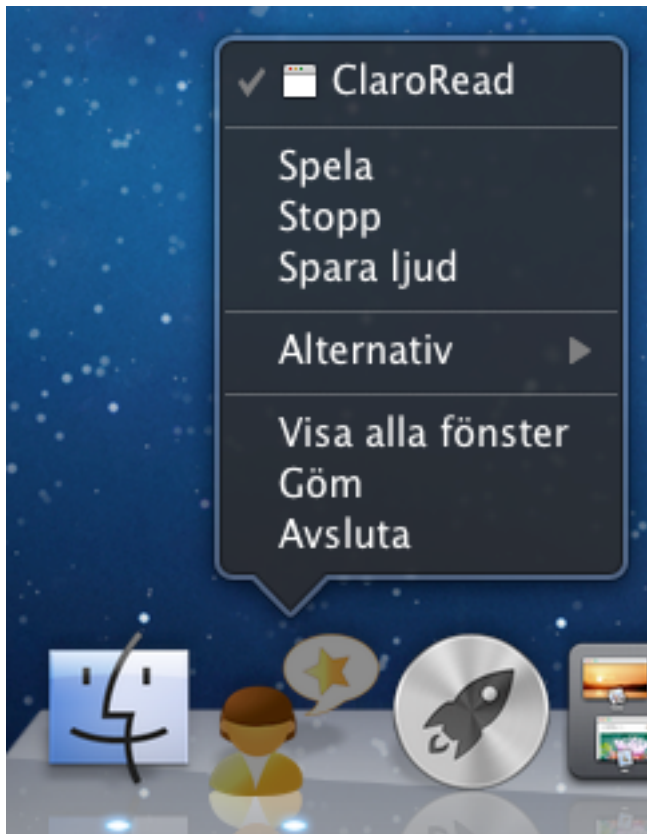 ClaroRead
Spela
Stopp
Spara ljud
Alternativ
Visa alla fönster
Göm
Avsluta